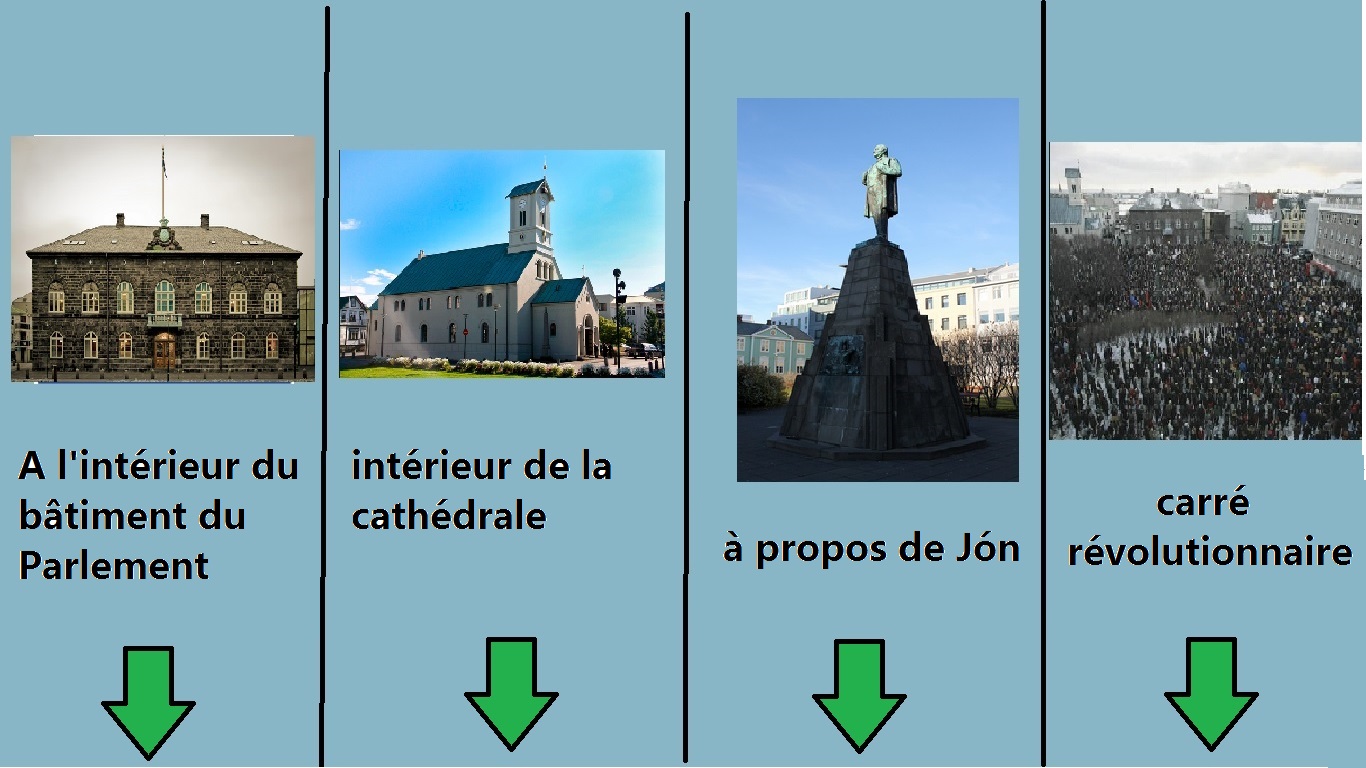 A l'intérieur du
bâtiment du
Parlement
intérieur de la
cathédrale
à propos de Jón
carré
révolutionnaire